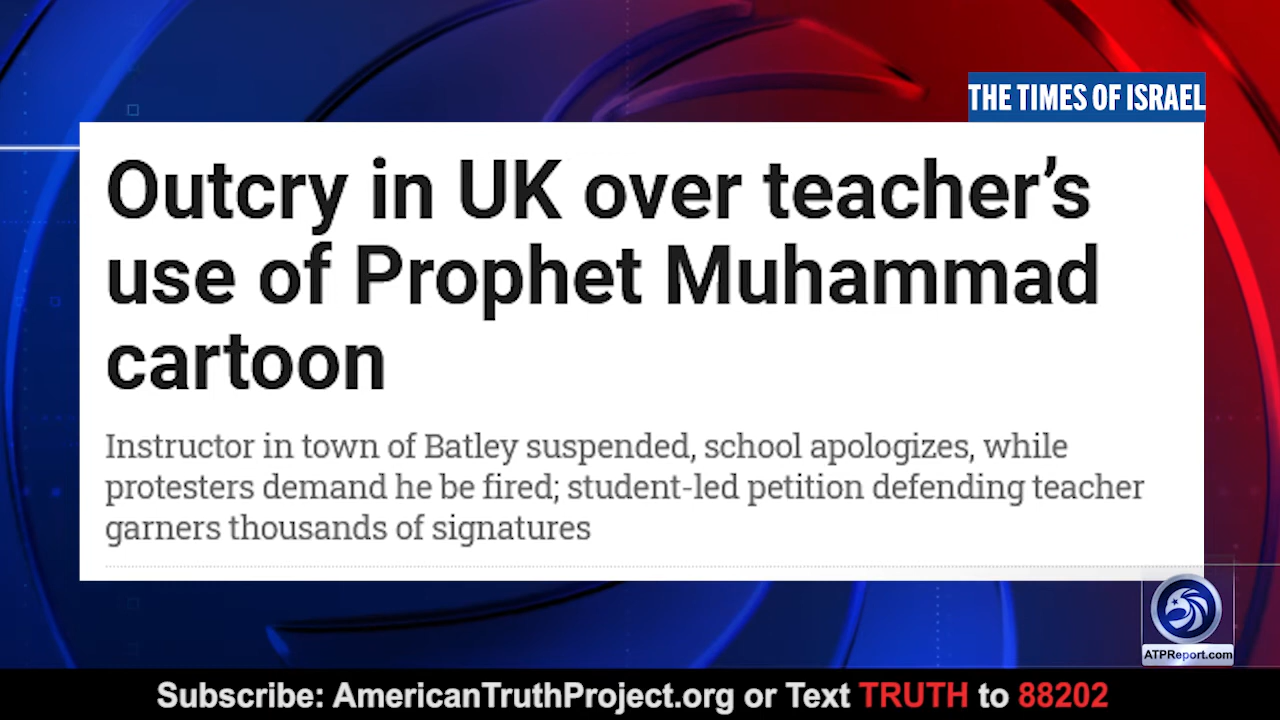 THE TIMES OF ISRAEL
Outcry in UK over teacher’s
use of Prophet Muhammad
cartoon
Instructor in town of Batley suspended, school apologizes, while
protesters demand he be fired; student-led petition defending teacher
garners thousands of signatures
ATPReport.com
Subscribe: AmericanTruthProject.org or Text TRUTH to 88202